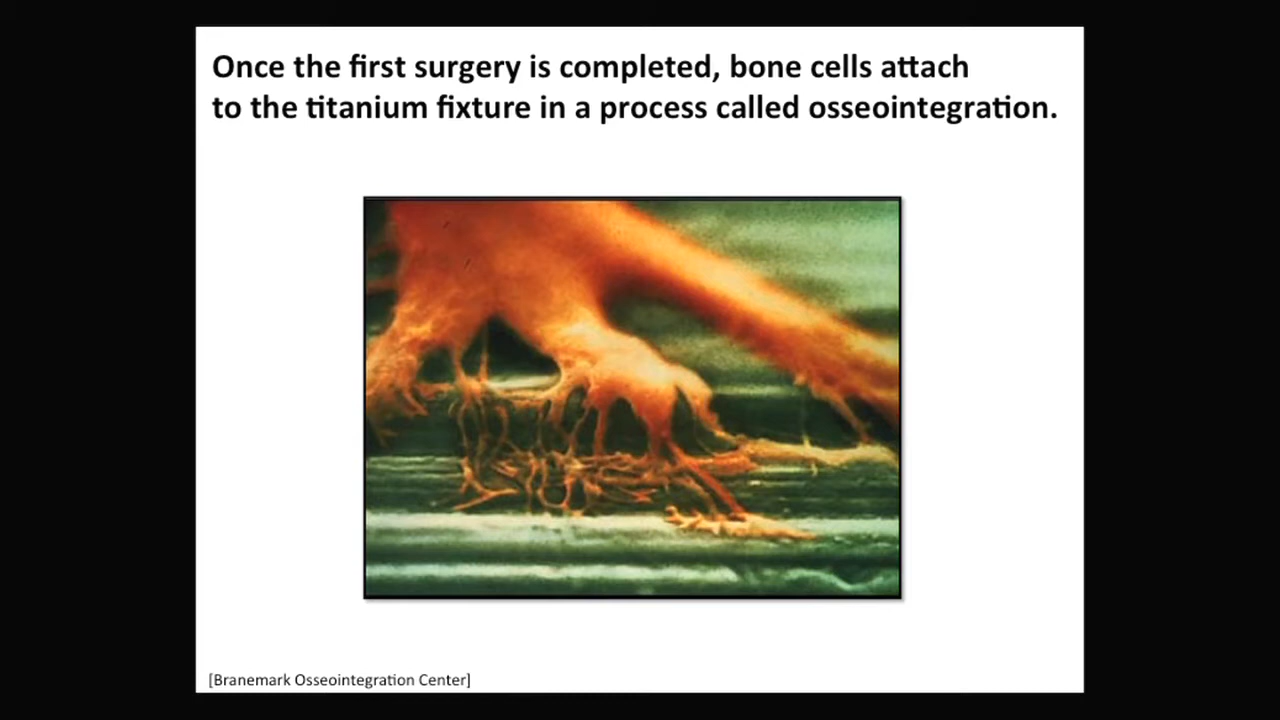 Once the first surgery is completed, bone cells attach
to the titanium fixture in a process called osseointegration.
[Branemark Osseointegration Center]